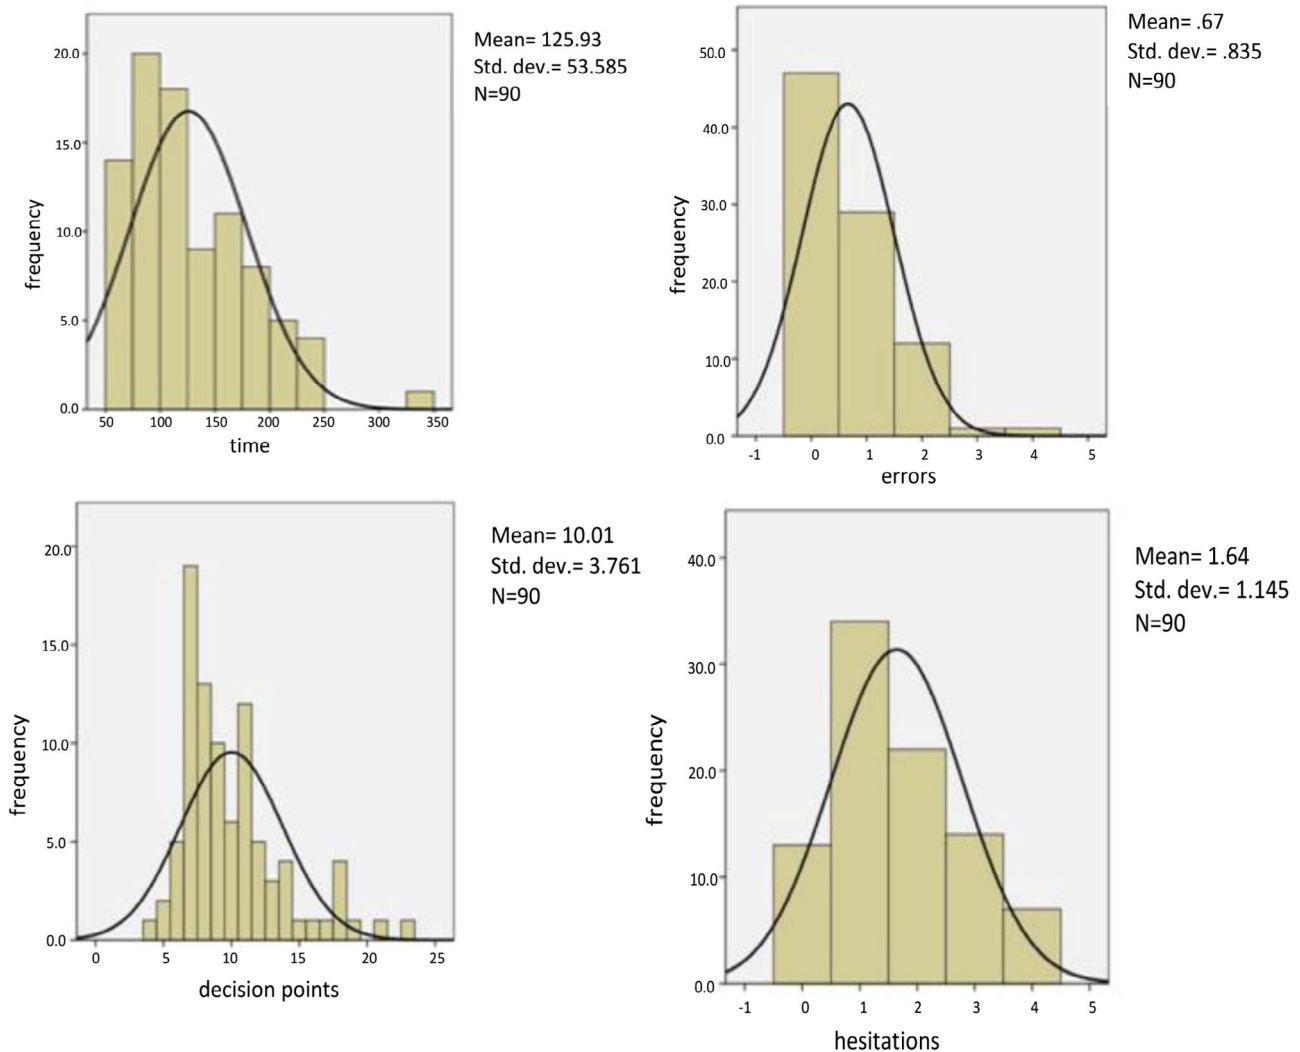 Mean= 125.93
Std. dev.= 53.585
N=90
20.0
15.0
10.0
5.0
0.0
frequency
50 100 150 200 250 300 350
time
Mean= .67
Std. dev.= .835
N=90
50.0
40.0
30.0
20.0
10.0
0.0
frequency
-1 0 1 2 3 4 5
errors
Mean= 10.01
Std. dev.= 3.761
N=90
20.0
15.0
10.0
5.0
0.0
frequency
0 5 10 15 20 25
decision points
Mean= 1.64
Std. dev.= 1.145
N=90
40.0
30.0
20.0
10.0
0.0
frequency
-1 0 1 2 3 4 5
hesitations